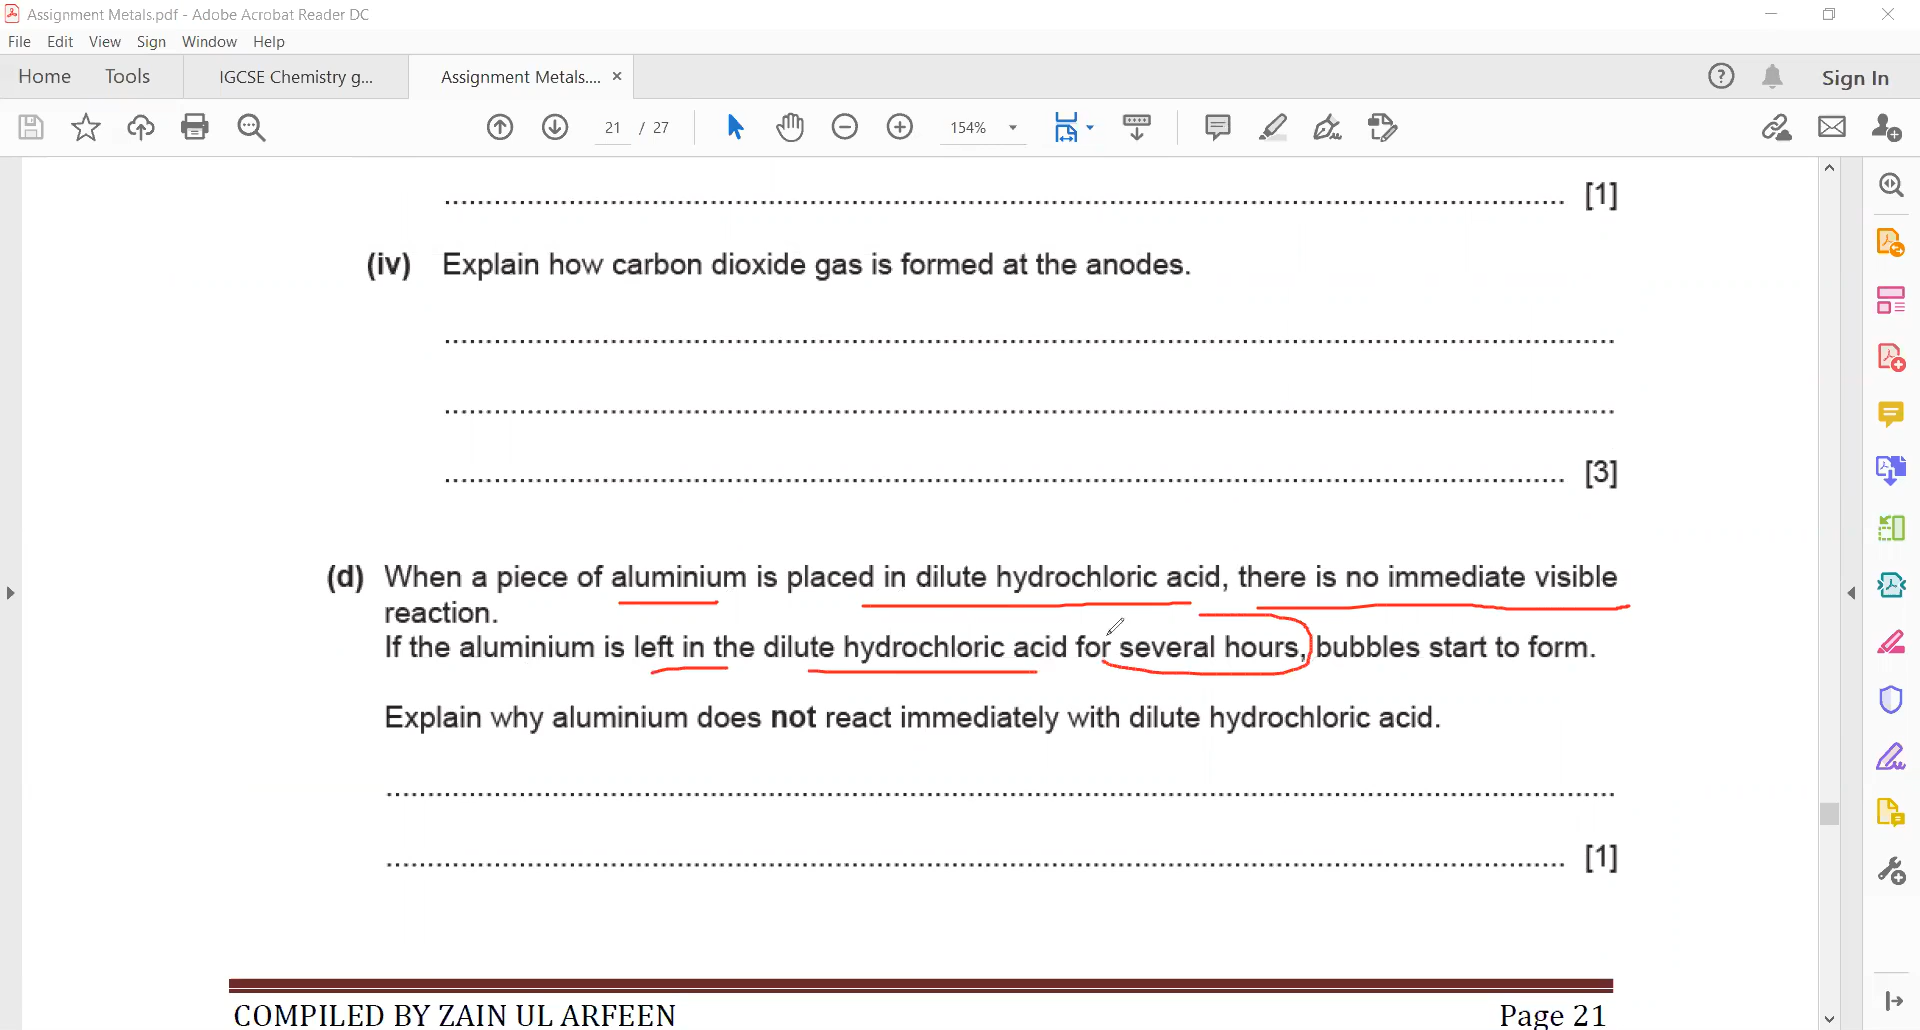 Assignment Metals.pdf - Adobe Acrobat Reader DC
File Edit View Sign Window Help
Home Tools IGCSE Chemistry g... Assignment Metals.... × Sign In
21 / 27 154%
[1]
(iv) Explain how carbon dioxide gas is formed at the anodes.
[3]
(d) When a piece of aluminium is placed in dilute hydrochloric acid, there is no immediate visible
reaction.
If the aluminium is left in the dilute hydrochloric acid for several hours, bubbles start to form.
Explain why aluminium does not react immediately with dilute hydrochloric acid.
[1]
COMPILED BY ZAIN UL ARFEEN Page 21